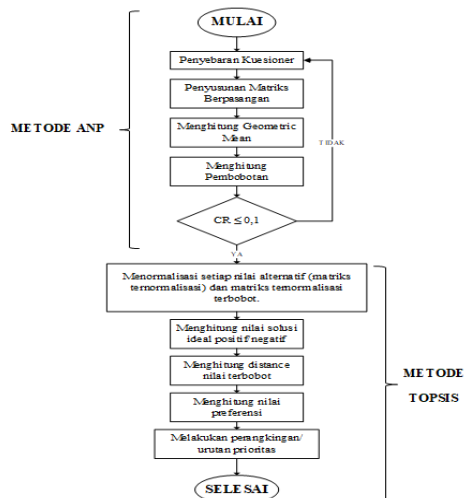 MULAI
Penyebaran Kuesioner
Penyusunan Matriks
Berpasangan
METODE ANP
Menghitung Geometric
Mean
TIDAK
Menghitung
Pembobotan
CR ≤ 0,1
YA
Menormalisasi setiap nilai alternatif (matriks
ternormalisasi) dan matriks ternormalisasi
terbobot.
Menghitung nilai solusi
ideal positif negatif
Menghitung distance
nilai terbobot
METODE
TOPSIS
Menghitung nilai
preferensi
Melakukan perangkingan/
urutan prioritas
SELESAI